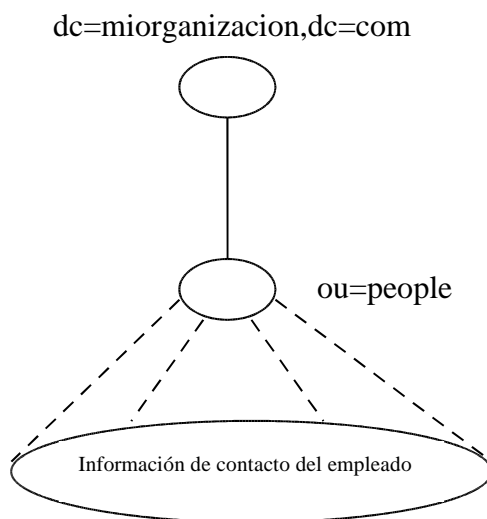 dc=miorganizacion,dc=com
ou=people
Información de contacto del empleado